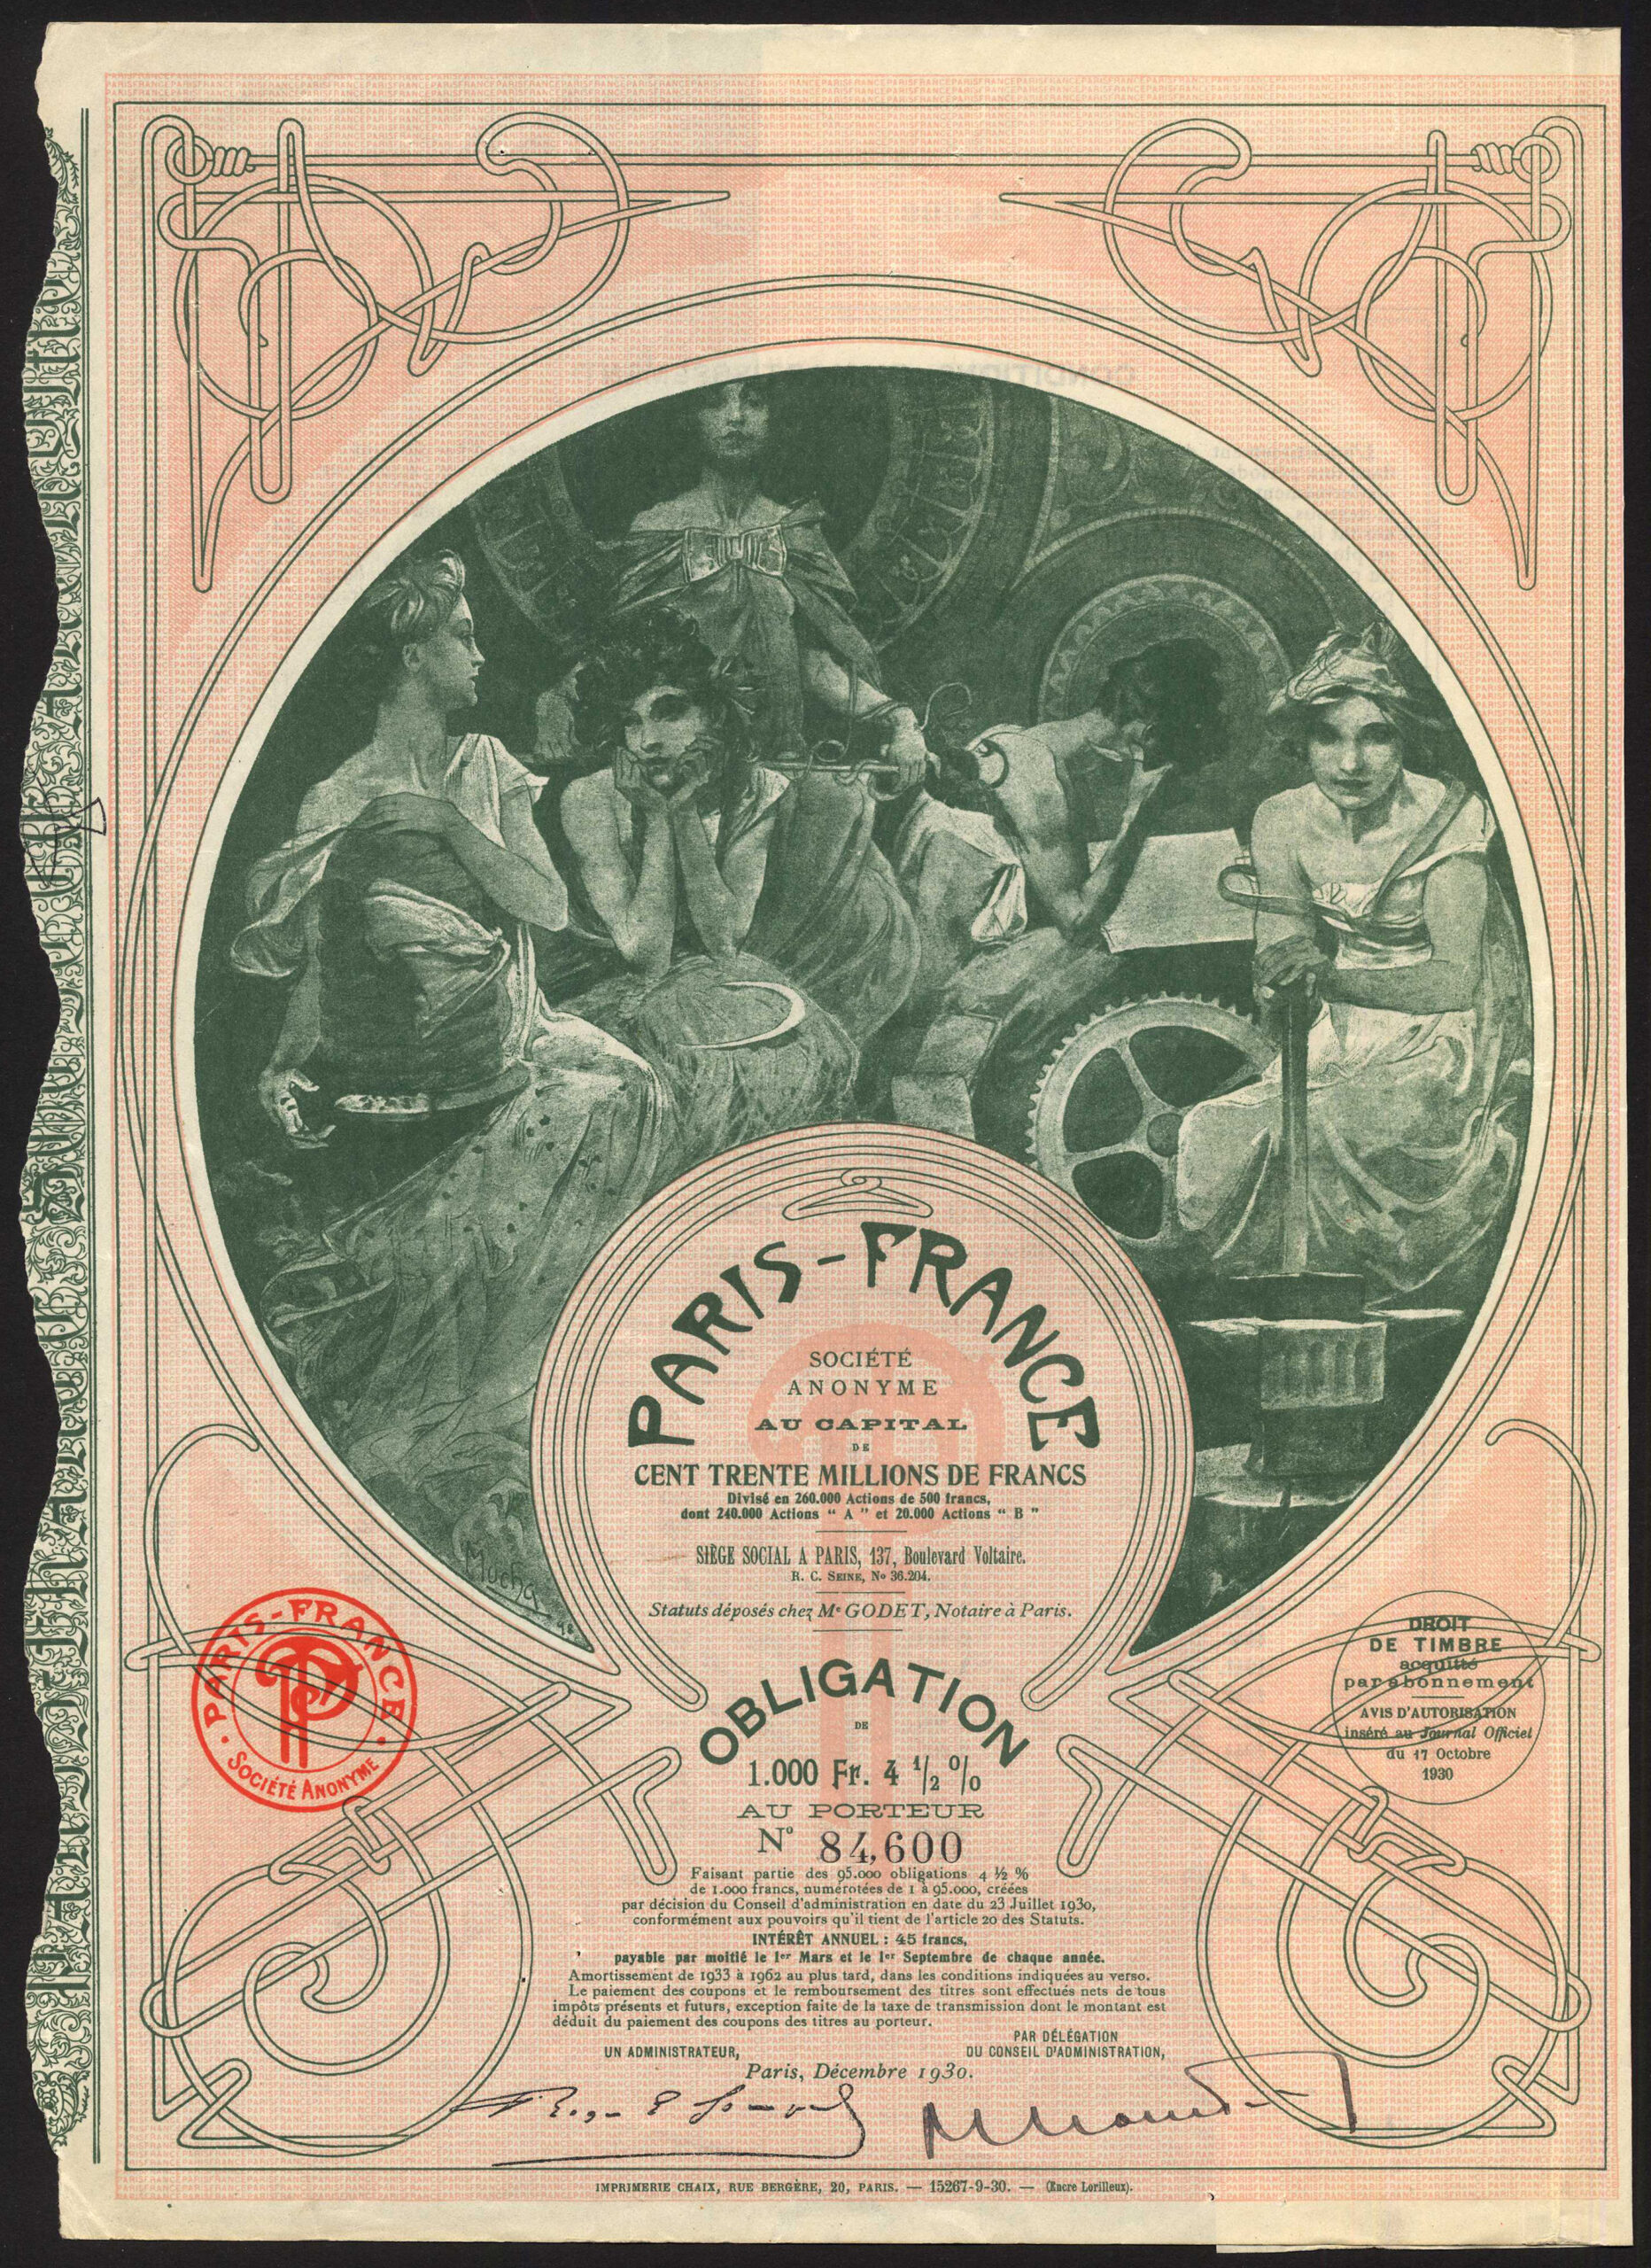 PARIS-FRANCE
SOCIÉTÉ
ANONYME
AU CAPITAL
DE
CENT TRENTE MILLIONS DE FRANCS
Divisé en 260.000 Actions de 500 francs,
dont 240.000 Actions “ A ” et 20.000 Actions “ B ”
SIÈGE SOCIAL A PARIS, 137, Boulevard Voltaire.
R. C. SEINE, No 36.204.
Statuts déposés chez Me GODET, Notaire à Paris.
Mucha
98
PARIS-FRANCE
PF
SOCIÉTÉ ANONYME
DROIT
DE TIMBRE
acquitté
par abonnement
AVIS D'AUTORISATION
inséré au Journal Officiel
du 17 Octobre
1930
OBLIGATION
DE
1.000 Fr. 4 1/2 %
AU PORTEUR
N° 84,600
Faisant partie des 95.000 obligations 4 ½ %
de 1.000 francs, numérotées de 1 à 95.000, créées
par décision du Conseil d'administration en date du 23 Juillet 1930,
conformément aux pouvoirs qu'il tient de l'article 20 des Statuts.
INTÉRÊT ANNUEL : 45 francs,
payable par moitié le 1er Mars et le 1er Septembre de chaque année.
Amortissement de 1933 à 1962 au plus tard, dans les conditions indiquées au verso.
Le paiement des coupons et le remboursement des titres sont effectués nets de tous
impôts présents et futurs, exception faite de la taxe de transmission dont le montant est
déduit du paiement des coupons des titres au porteur.
UN ADMINISTRATEUR,
PAR DÉLÉGATION
DU CONSEIL D'ADMINISTRATION,
Paris, Décembre 1930.
IMPRIMERIE CHAIX, RUE BERGÈRE, 20, PARIS. — 15267-9-30. — (Encre Lorilleux).